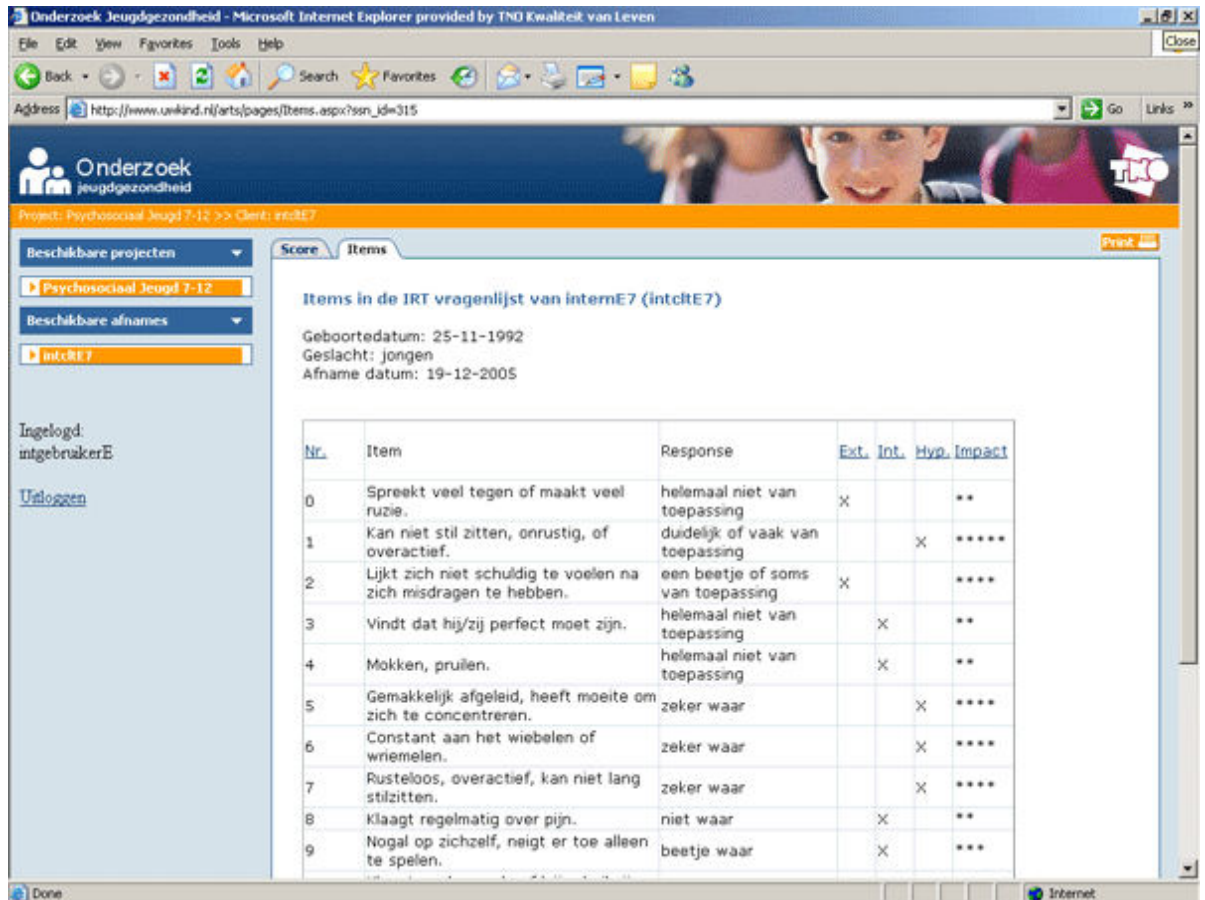 Onderzoek Jeugdgezondheid - Microsoft Internet Explorer provided by TNO Kwaliteit van Leven
File Edit View Favorites Tools Help
Close
Back Search Favorites
Address http://www.uwkind.nl/arts/pages/Items.aspx?ssn_id=315 Go Links »
Onderzoek
jeugdgezondheid
TNO
Project: Psychosociaal Jeugd 7-12 >> Client: intcltE7
Beschikbare projecten
Psychosociaal Jeugd 7-12
Beschikbare afnames
intcltE7
Ingelogd:
intgebruikerE
Uitloggen
Score Items
Print
Items in de IRT vragenlijst van internE7 (intcltE7)
Geboortedatum: 25-11-1992
Geslacht: jongen
Afname datum: 19-12-2005
Nr. Item Response Ext. Int. Hyp. Impact
0 Spreekt veel tegen of maakt veel helemaal niet van X **
ruzie. toepassing
1 Kan niet stil zitten, onrustig, of duidelijk of vaak van X *****
overactief. toepassing
2 Lijkt zich niet schuldig te voelen na een beetje of soms X ****
zich misdragen te hebben. van toepassing
3 Vindt dat hij/zij perfect moet zijn. helemaal niet van X **
toepassing
4 Mokken, pruilen. helemaal niet van X **
toepassing
5 Gemakkelijk afgeleid, heeft moeite om zeker waar X ****
zich te concentreren.
6 Constant aan het wiebelen of zeker waar X ****
wriemelen.
7 Rusteloos, overactief, kan niet lang zeker waar X ****
stilzitten.
8 Klaagt regelmatig over pijn. niet waar X **
9 Nogal op zichzelf, neigt er toe alleen beetje waar X ***
te spelen.
Done Internet